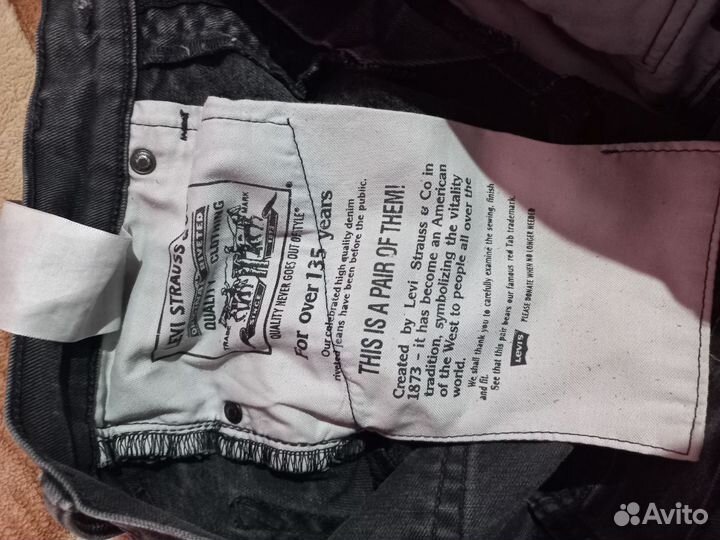 LEVI STRAUSS
RIVETED
QUALITY CLOTHING
TRADE MARK
QUALITY NEVER GOES OUT OF STYLE®
For over 135 years
Our celebrated high quality denim
riveted jeans have been before the public.
THIS IS A PAIR OF THEM!
Created by Levi Strauss & Co in
1873 – it has become an American
tradition, symbolizing the vitality
of the West to people all over the
world.
We shall thank you to carefully examine the sewing, finish
and fit.
See that this pair bears our famous red Tab trademark.
Levi's
PLEASE DONATE WHEN NO LONGER NEEDED
Avito